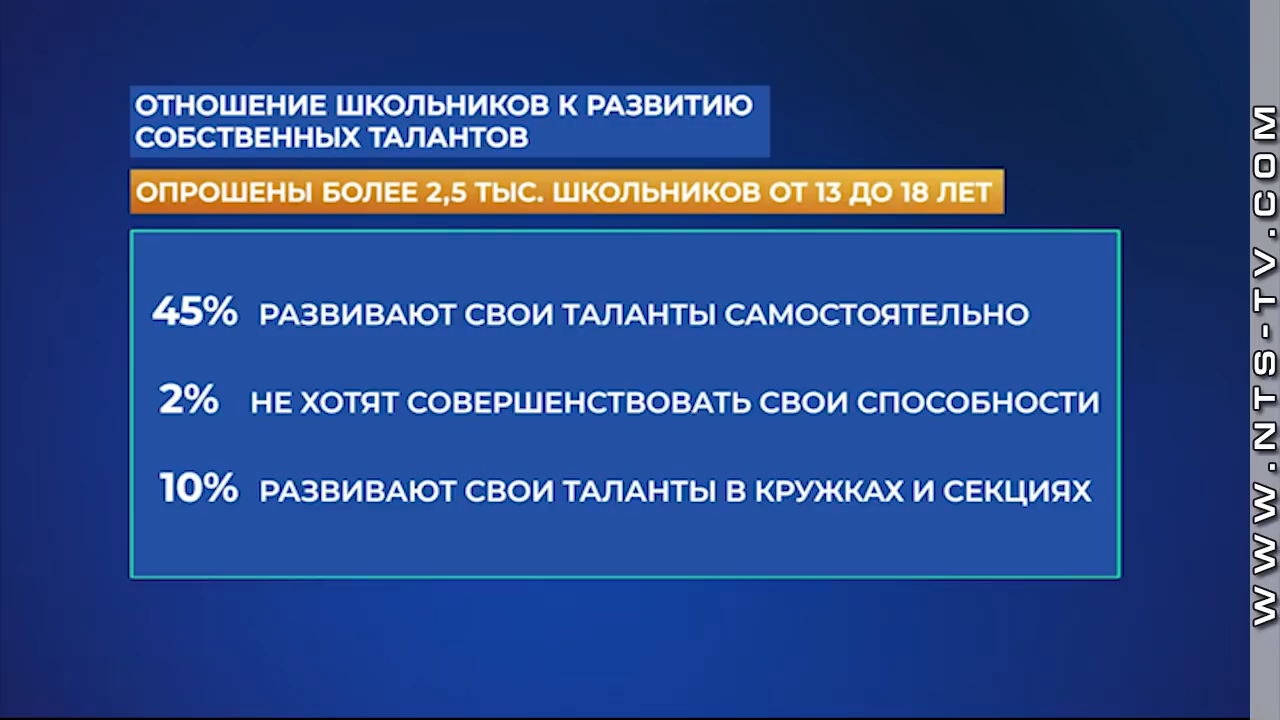 ОТНОШЕНИЕ ШКОЛЬНИКОВ К РАЗВИТИЮ
СОБСТВЕННЫХ ТАЛАНТОВ
ОПРОШЕНЫ БОЛЕЕ 2,5 ТЫС. ШКОЛЬНИКОВ ОТ 13 ДО 18 ЛЕТ
45% РАЗВИВАЮТ СВОИ ТАЛАНТЫ САМОСТОЯТЕЛЬНО
2% НЕ ХОТЯТ СОВЕРШЕНСТВОВАТЬ СВОИ СПОСОБНОСТИ
10% РАЗВИВАЮТ СВОИ ТАЛАНТЫ В КРУЖКАХ И СЕКЦИЯХ
WWW.NTS-TV.COM